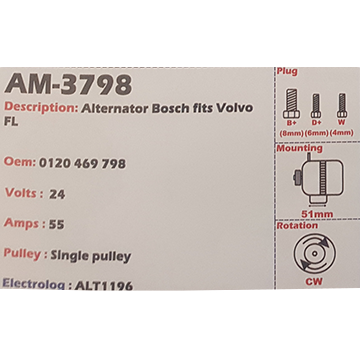 AM-3798
Description: Alternator Bosch fits Volvo
FL
Oem: 0120 469 798
Volts : 24
Amps : 55
Pulley : Single pulley
Electrolog : ALT1196
Plug
B+ D+ W
(8mm) (6mm) (4mm)
Mounting
51mm
Rotation
CW